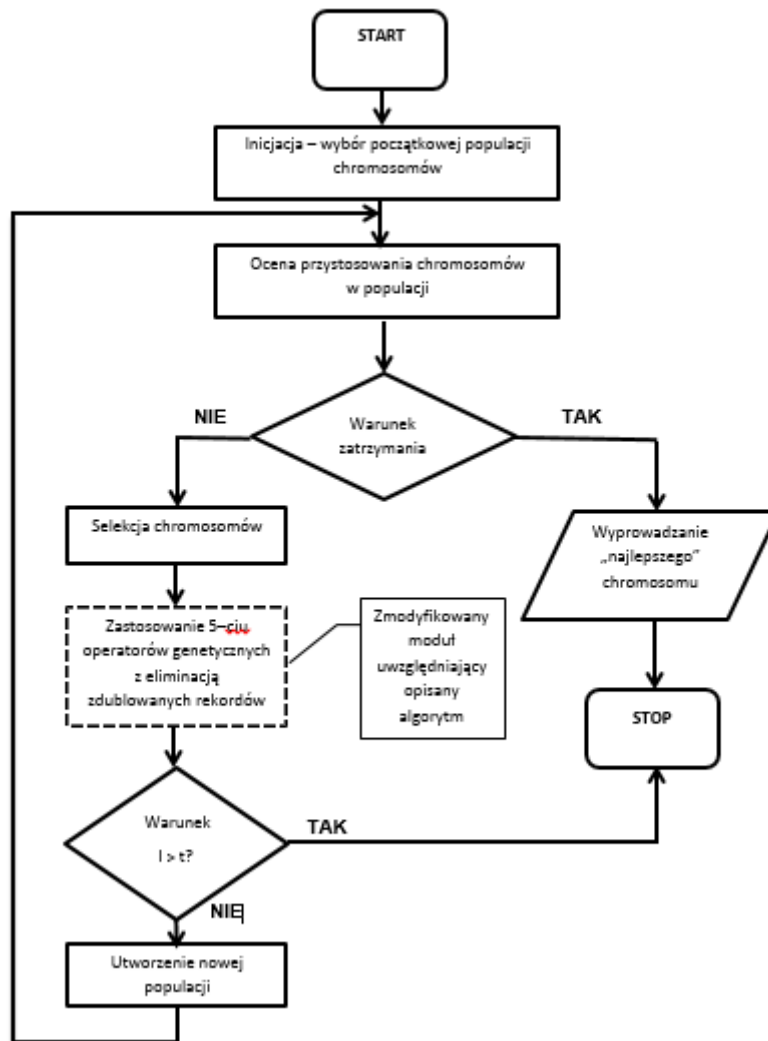 START
Inicjacja – wybór początkowej populacji
chromosomów
Ocena przystosowania chromosomów
w populacji
NIE
TAK
Warunek
zatrzymania
Selekcja chromosomów
Wyprowadzanie
„najlepszego”
chromosomu
Zastosowanie 5–ciu
operatorów genetycznych
z eliminacją
zdublowanych rekordów
Zmodyfikowany
moduł
uwzględniający
opisany
algorytm
STOP
Warunek
l > t?
TAK
NIE
Utworzenie nowej
populacji